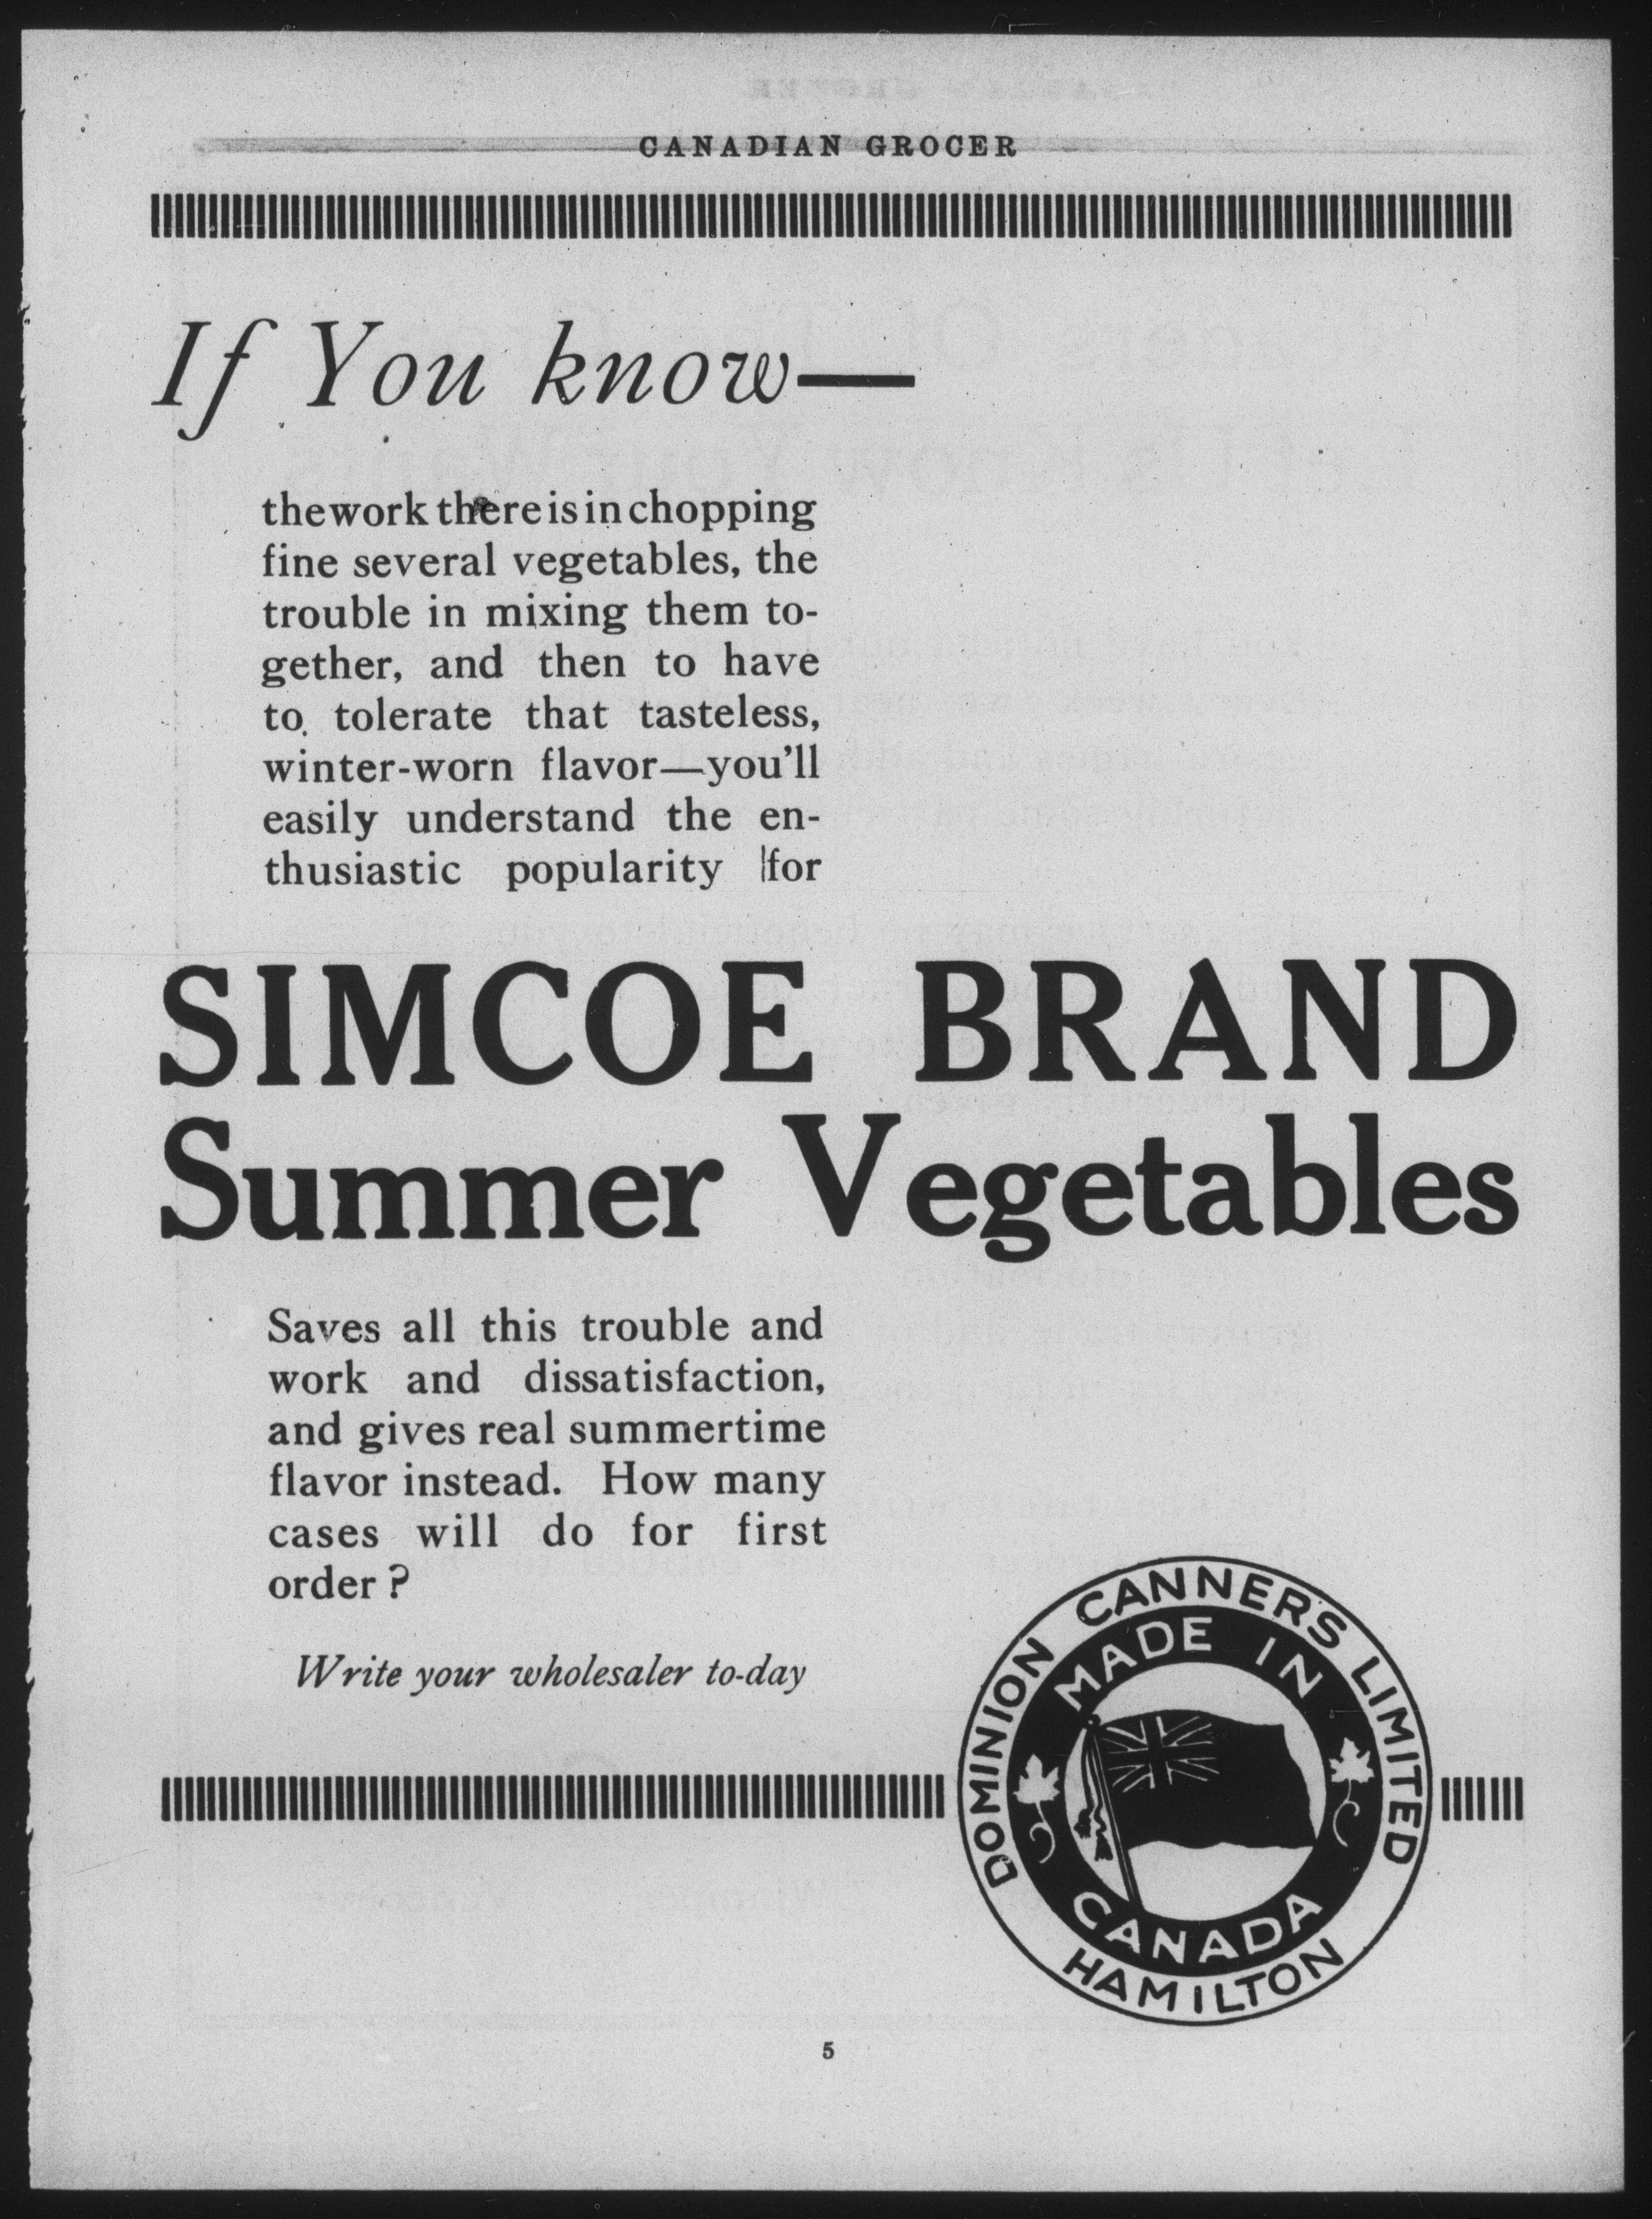 CANADIAN GROCER
If You know—
the work there is in chopping
fine several vegetables, the
trouble in mixing them to-
gether, and then to have
to tolerate that tasteless,
winter-worn flavor—you'll
easily understand the en-
thusiastic popularity for
SIMCOE BRAND
Summer Vegetables
Saves all this trouble and
work and dissatisfaction,
and gives real summertime
flavor instead. How many
cases will do for first
order?
Write your wholesaler to-day
DOMINION CANNERS LIMITED
MADE IN
CANADA
HAMILTON
5